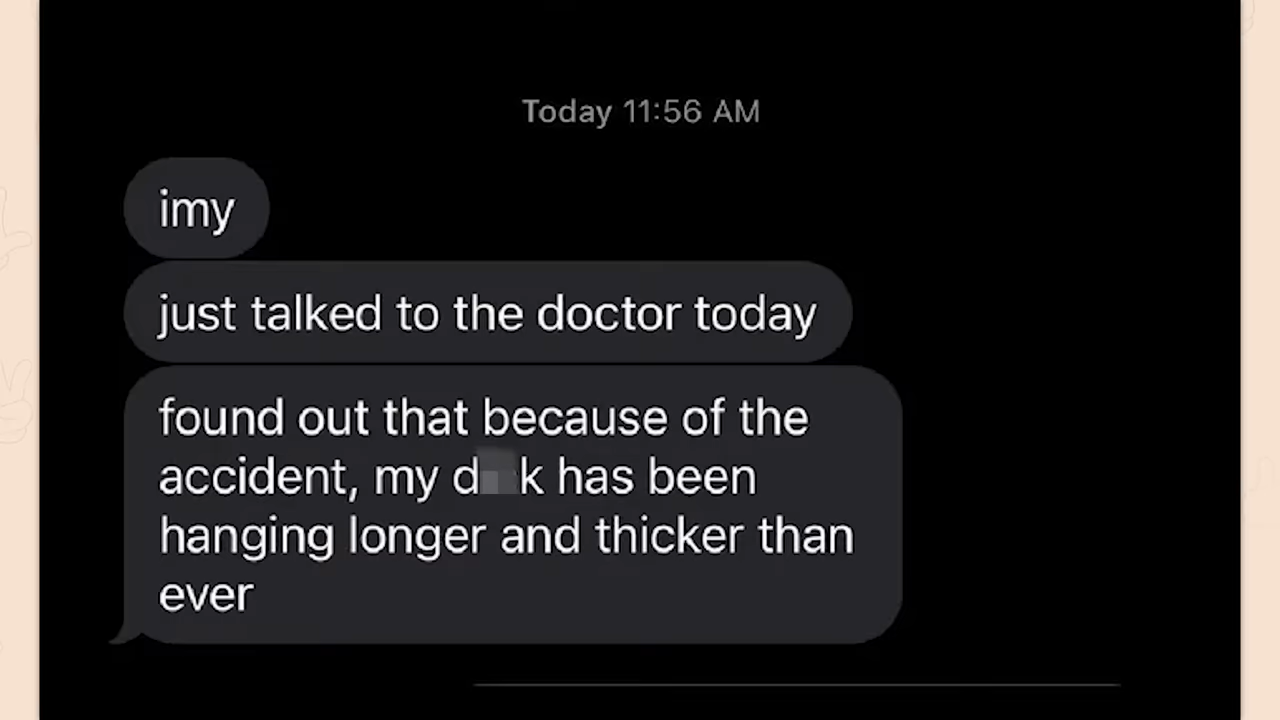 Today 11:56 AM
imy
just talked to the doctor today
found out that because of the
accident, my d k has been
hanging longer and thicker than
ever